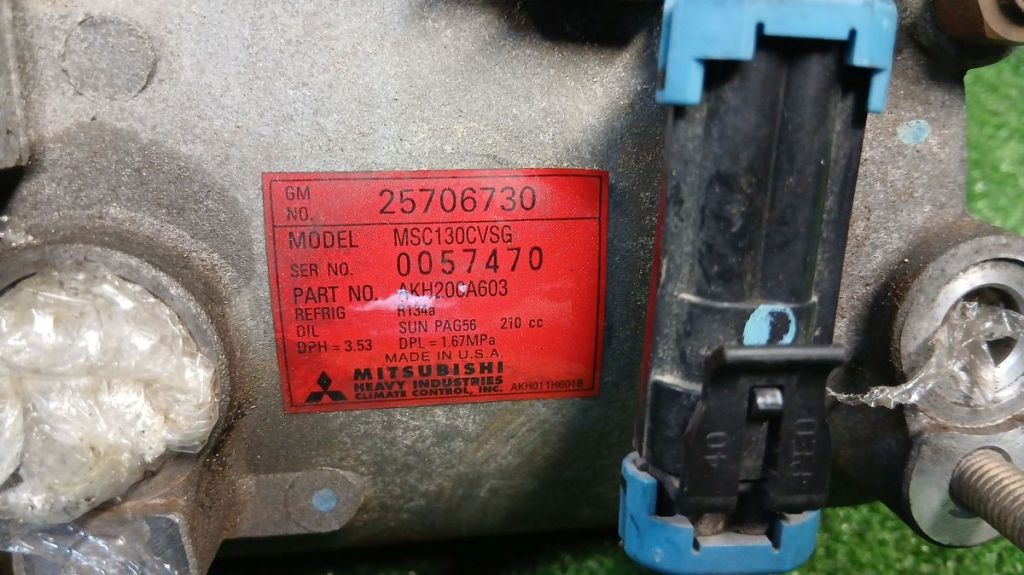 GM NO. 25706730
MODEL MSC130CVSG
SER NO. 0057470
PART NO. AKH200A603
REFRIG R134a
OIL SUN PAG56 210 cc
DPH = 3.53 DPL = 1.67MPa
MADE IN U.S.A.
MITSUBISHI
HEAVY INDUSTRIES
CLIMATE CONTROL, INC.
AKH011H601B